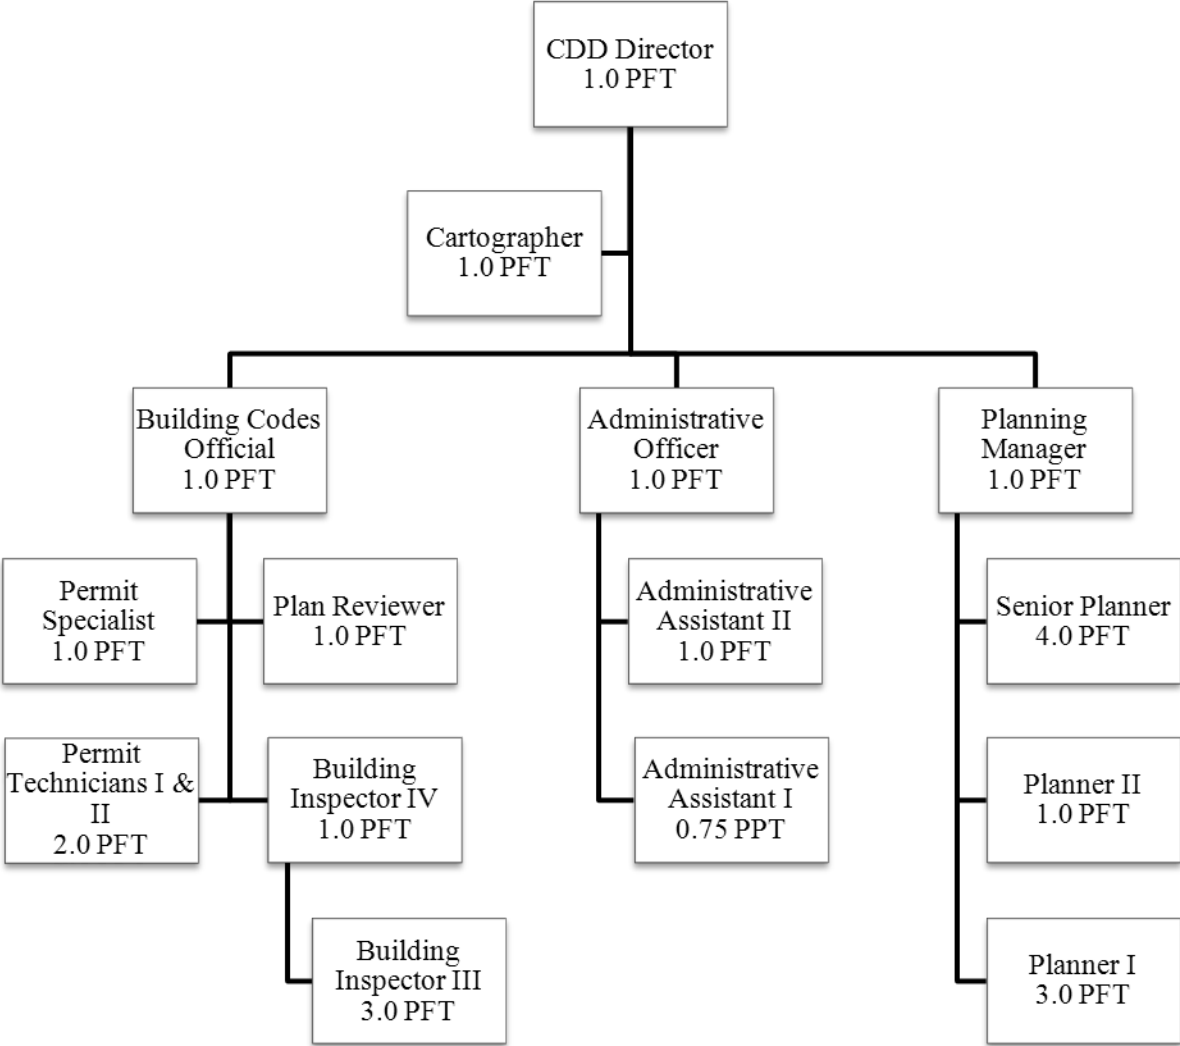 CDD Director
1.0 PFT
Cartographer
1.0 PFT
Building Codes
Official
1.0 PFT
Administrative
Officer
1.0 PFT
Planning
Manager
1.0 PFT
Permit
Specialist
1.0 PFT
Plan Reviewer
1.0 PFT
Administrative
Assistant II
1.0 PFT
Senior Planner
4.0 PFT
Permit
Technicians I &
II
2.0 PFT
Building
Inspector IV
1.0 PFT
Administrative
Assistant I
0.75 PPT
Planner II
1.0 PFT
Building
Inspector III
3.0 PFT
Planner I
3.0 PFT